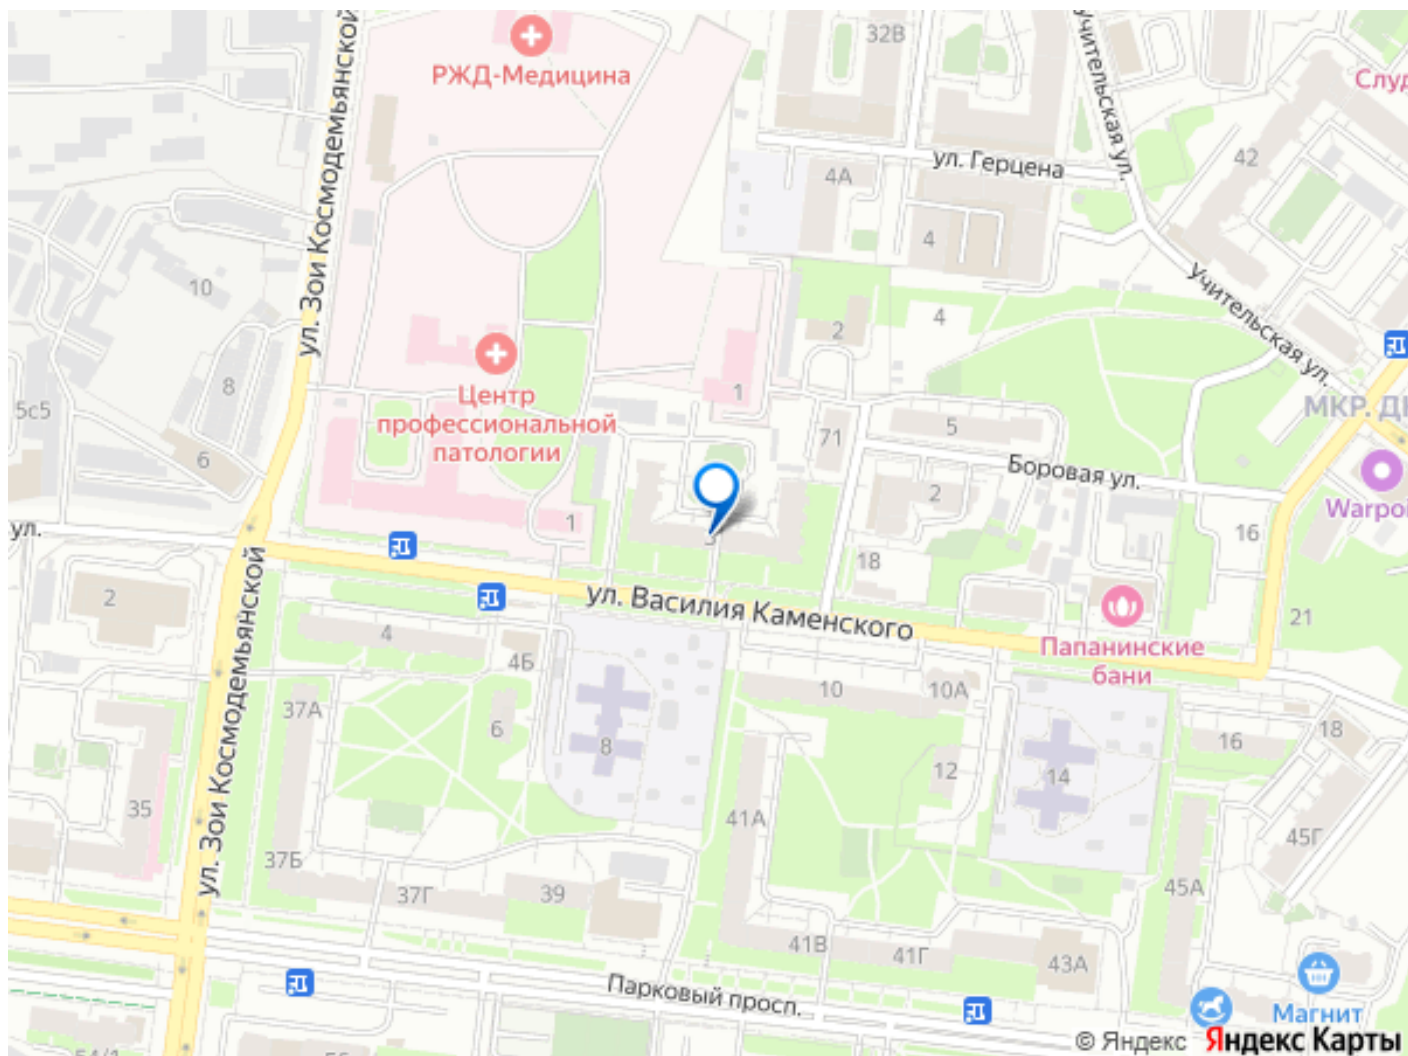 32В
РЖД-Медицина
Слуд
Учительская ул.
ул. Герцена
42
4А
4
ул. Зои Космодемьянской
10
4
2
Учительская ул.
8
1
Центр
профессиональной
патологии
5с5
6
71
5
МКР. ДК
Боровая ул.
2
Warpoi
1
16
ул.
18
2
ул. Василия Каменского
21
4
4Б
Папанинские
бани
ул. Зои Космодемьянской
37А
6
8
10
10А
18
16
12
14
35
41А
45Г
37Б
37Г
39
45А
41В
41Г
43А
Парковый просп.
Магнит
© Яндекс Яндекс Карты